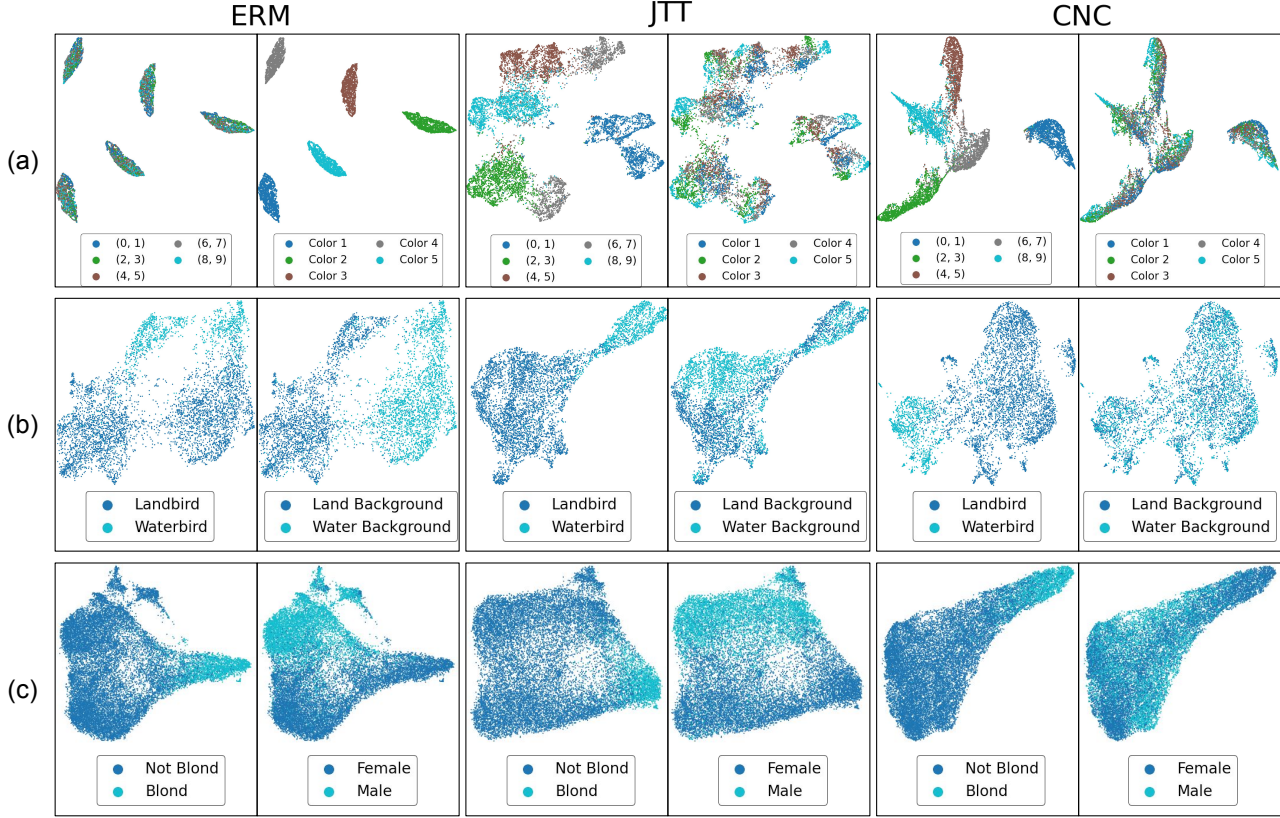 ERM JTT CNC
(a)
(0, 1) (6, 7) Color 1 Color 4 (0, 1) (6, 7) Color 1 Color 4 (0, 1) (6, 7) Color 1 Color 4
(2, 3) (8, 9) Color 2 Color 5 (2, 3) (8, 9) Color 2 Color 5 (2, 3) (8, 9) Color 2 Color 5
(4, 5) Color 3 (4, 5) Color 3 (4, 5) Color 3
(b)
Landbird Land Background Landbird Land Background Landbird Land Background
Waterbird Water Background Waterbird Water Background Waterbird Water Background
(c)
Not Blond Female Not Blond Female Not Blond Female
Blond Male Blond Male Blond Male